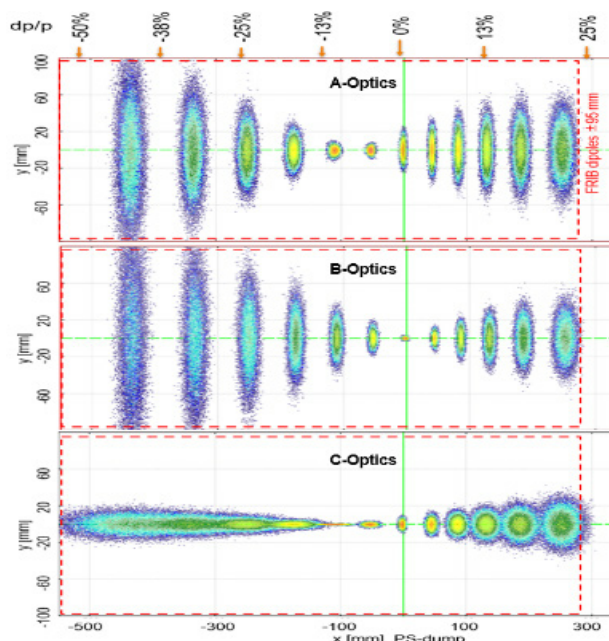 dp/p -50% -38% -25% -13% 0% 13% 25%
A-Optics
y [mm]
100
60
20
-20
-60
FRIB dpoles ±95 mm
B-Optics
y [mm]
60
20
-20
-60
C-Optics
y [mm]
60
20
-20
-60
-100
-500 -300 -100 100 300
x [mm], PS-dump